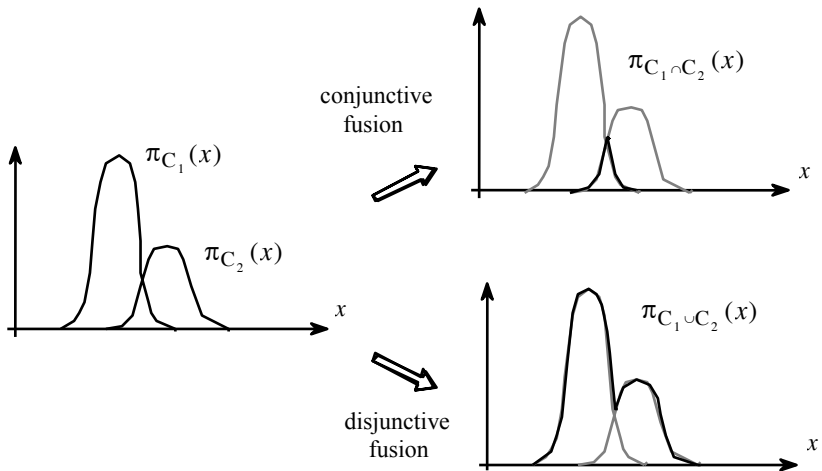 π_{C_1}(x)
π_{C_2}(x)
x
conjunctive
fusion
π_{C_1∩C_2}(x)
x
disjunctive
fusion
π_{C_1∪C_2}(x)
x